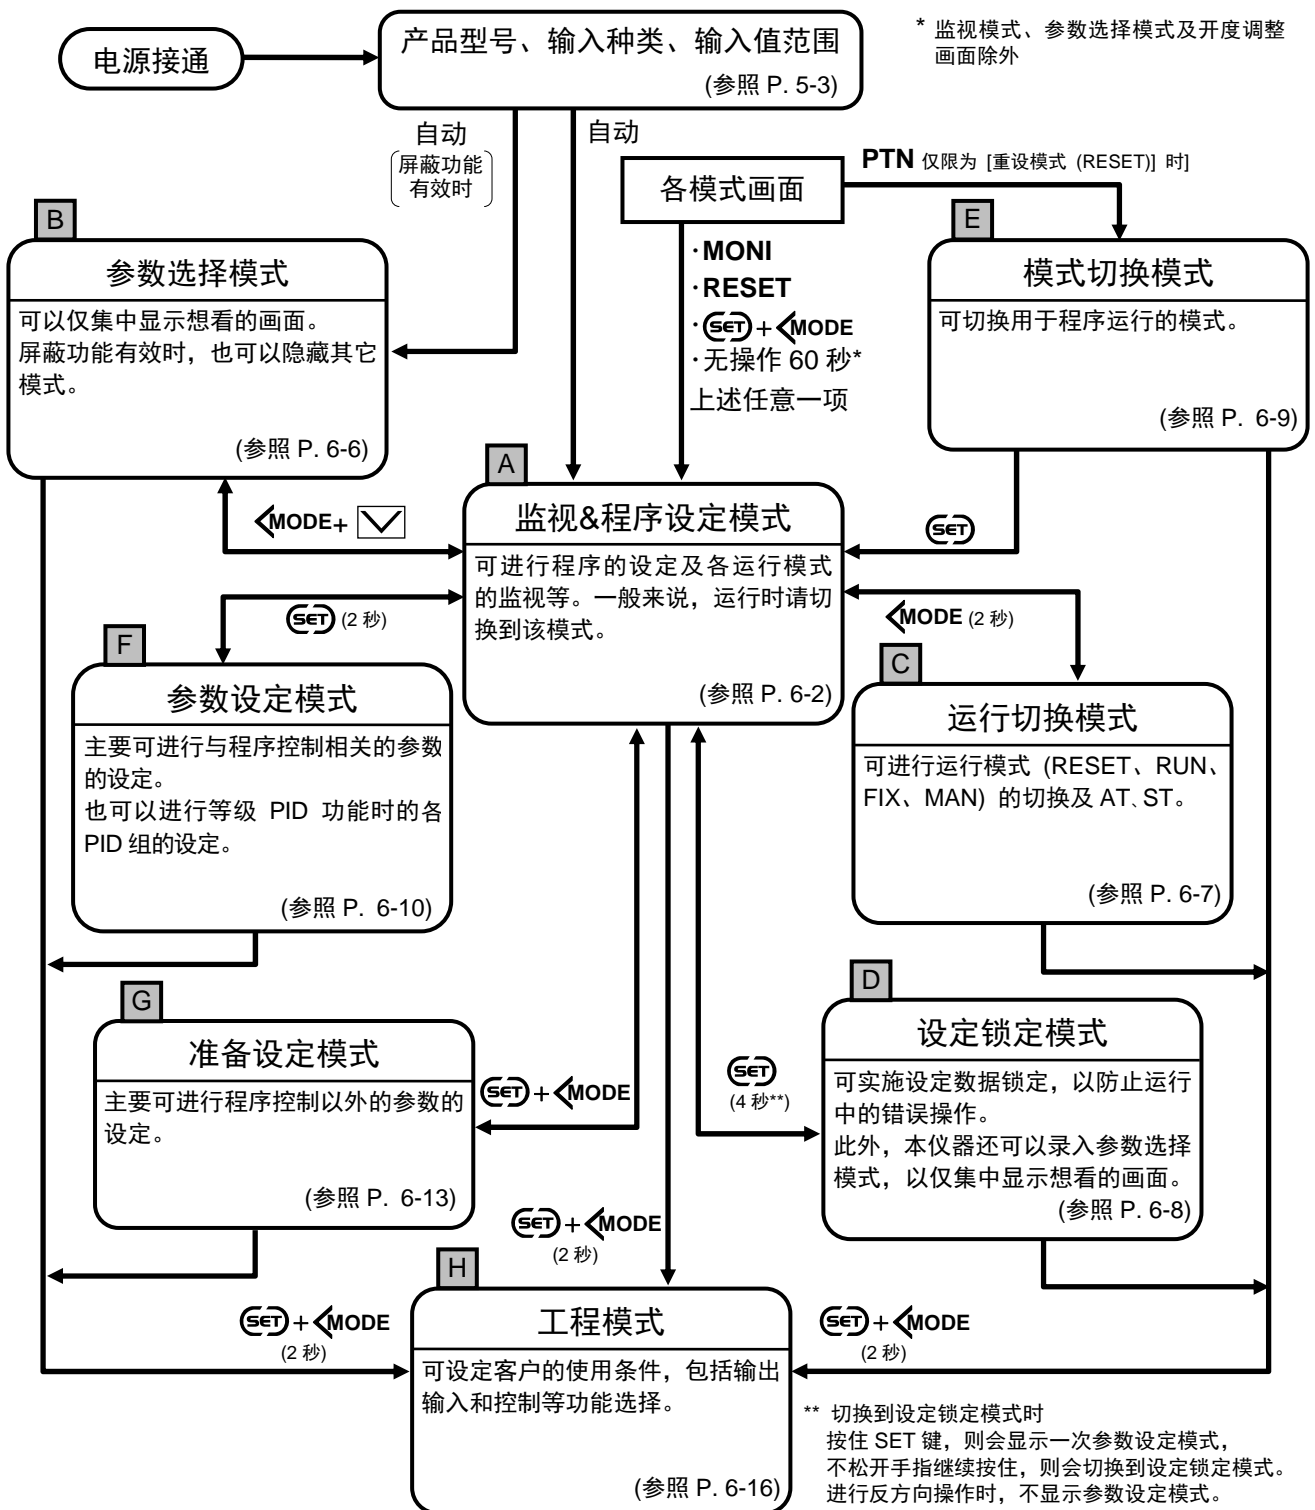 电源接通
产品型号、输入种类、输入值范围
(参照 P. 5-3)
* 监视模式、参数选择模式及开度调整
画面除外
自动
屏蔽功能
有效时
自动
各模式画面
PTN 仅限为 [重设模式 (RESET)] 时]
·MONI
·RESET
·SET + MODE
·无操作 60 秒*
上述任意一项
B
参数选择模式
可以仅集中显示想看的画面。
屏蔽功能有效时，也可以隐藏其它
模式。
(参照 P. 6-6)
E
模式切换模式
可切换用于程序运行的模式。
(参照 P. 6-9)
MODE+
A
监视&程序设定模式
可进行程序的设定及各运行模式
的监视等。一般来说，运行时请切
换到该模式。
(参照 P. 6-2)
SET
SET (2 秒)
MODE (2 秒)
F
参数设定模式
主要可进行与程序控制相关的参数
的设定。
也可以进行等级 PID 功能时的各
PID 组的设定。
(参照 P. 6-10)
C
运行切换模式
可进行运行模式 (RESET、RUN、
FIX、MAN) 的切换及 AT、ST。
(参照 P. 6-7)
G
准备设定模式
主要可进行程序控制以外的参数的
设定。
(参照 P. 6-13)
SET + MODE
SET
(4 秒**)
D
设定锁定模式
可实施设定数据锁定，以防止运行
中的错误操作。
此外，本仪器还可以录入参数选择
模式，以仅集中显示想看的画面。
(参照 P. 6-8)
SET + MODE
(2 秒)
SET + MODE
(2 秒)
H
工程模式
可设定客户的使用条件，包括输出
输入和控制等功能选择。
(参照 P. 6-16)
SET + MODE
(2 秒)
** 切换到设定锁定模式时
按住 SET 键，则会显示一次参数设定模式，
不松开手指继续按住，则会切换到设定锁定模式。
进行反方向操作时，不显示参数设定模式。